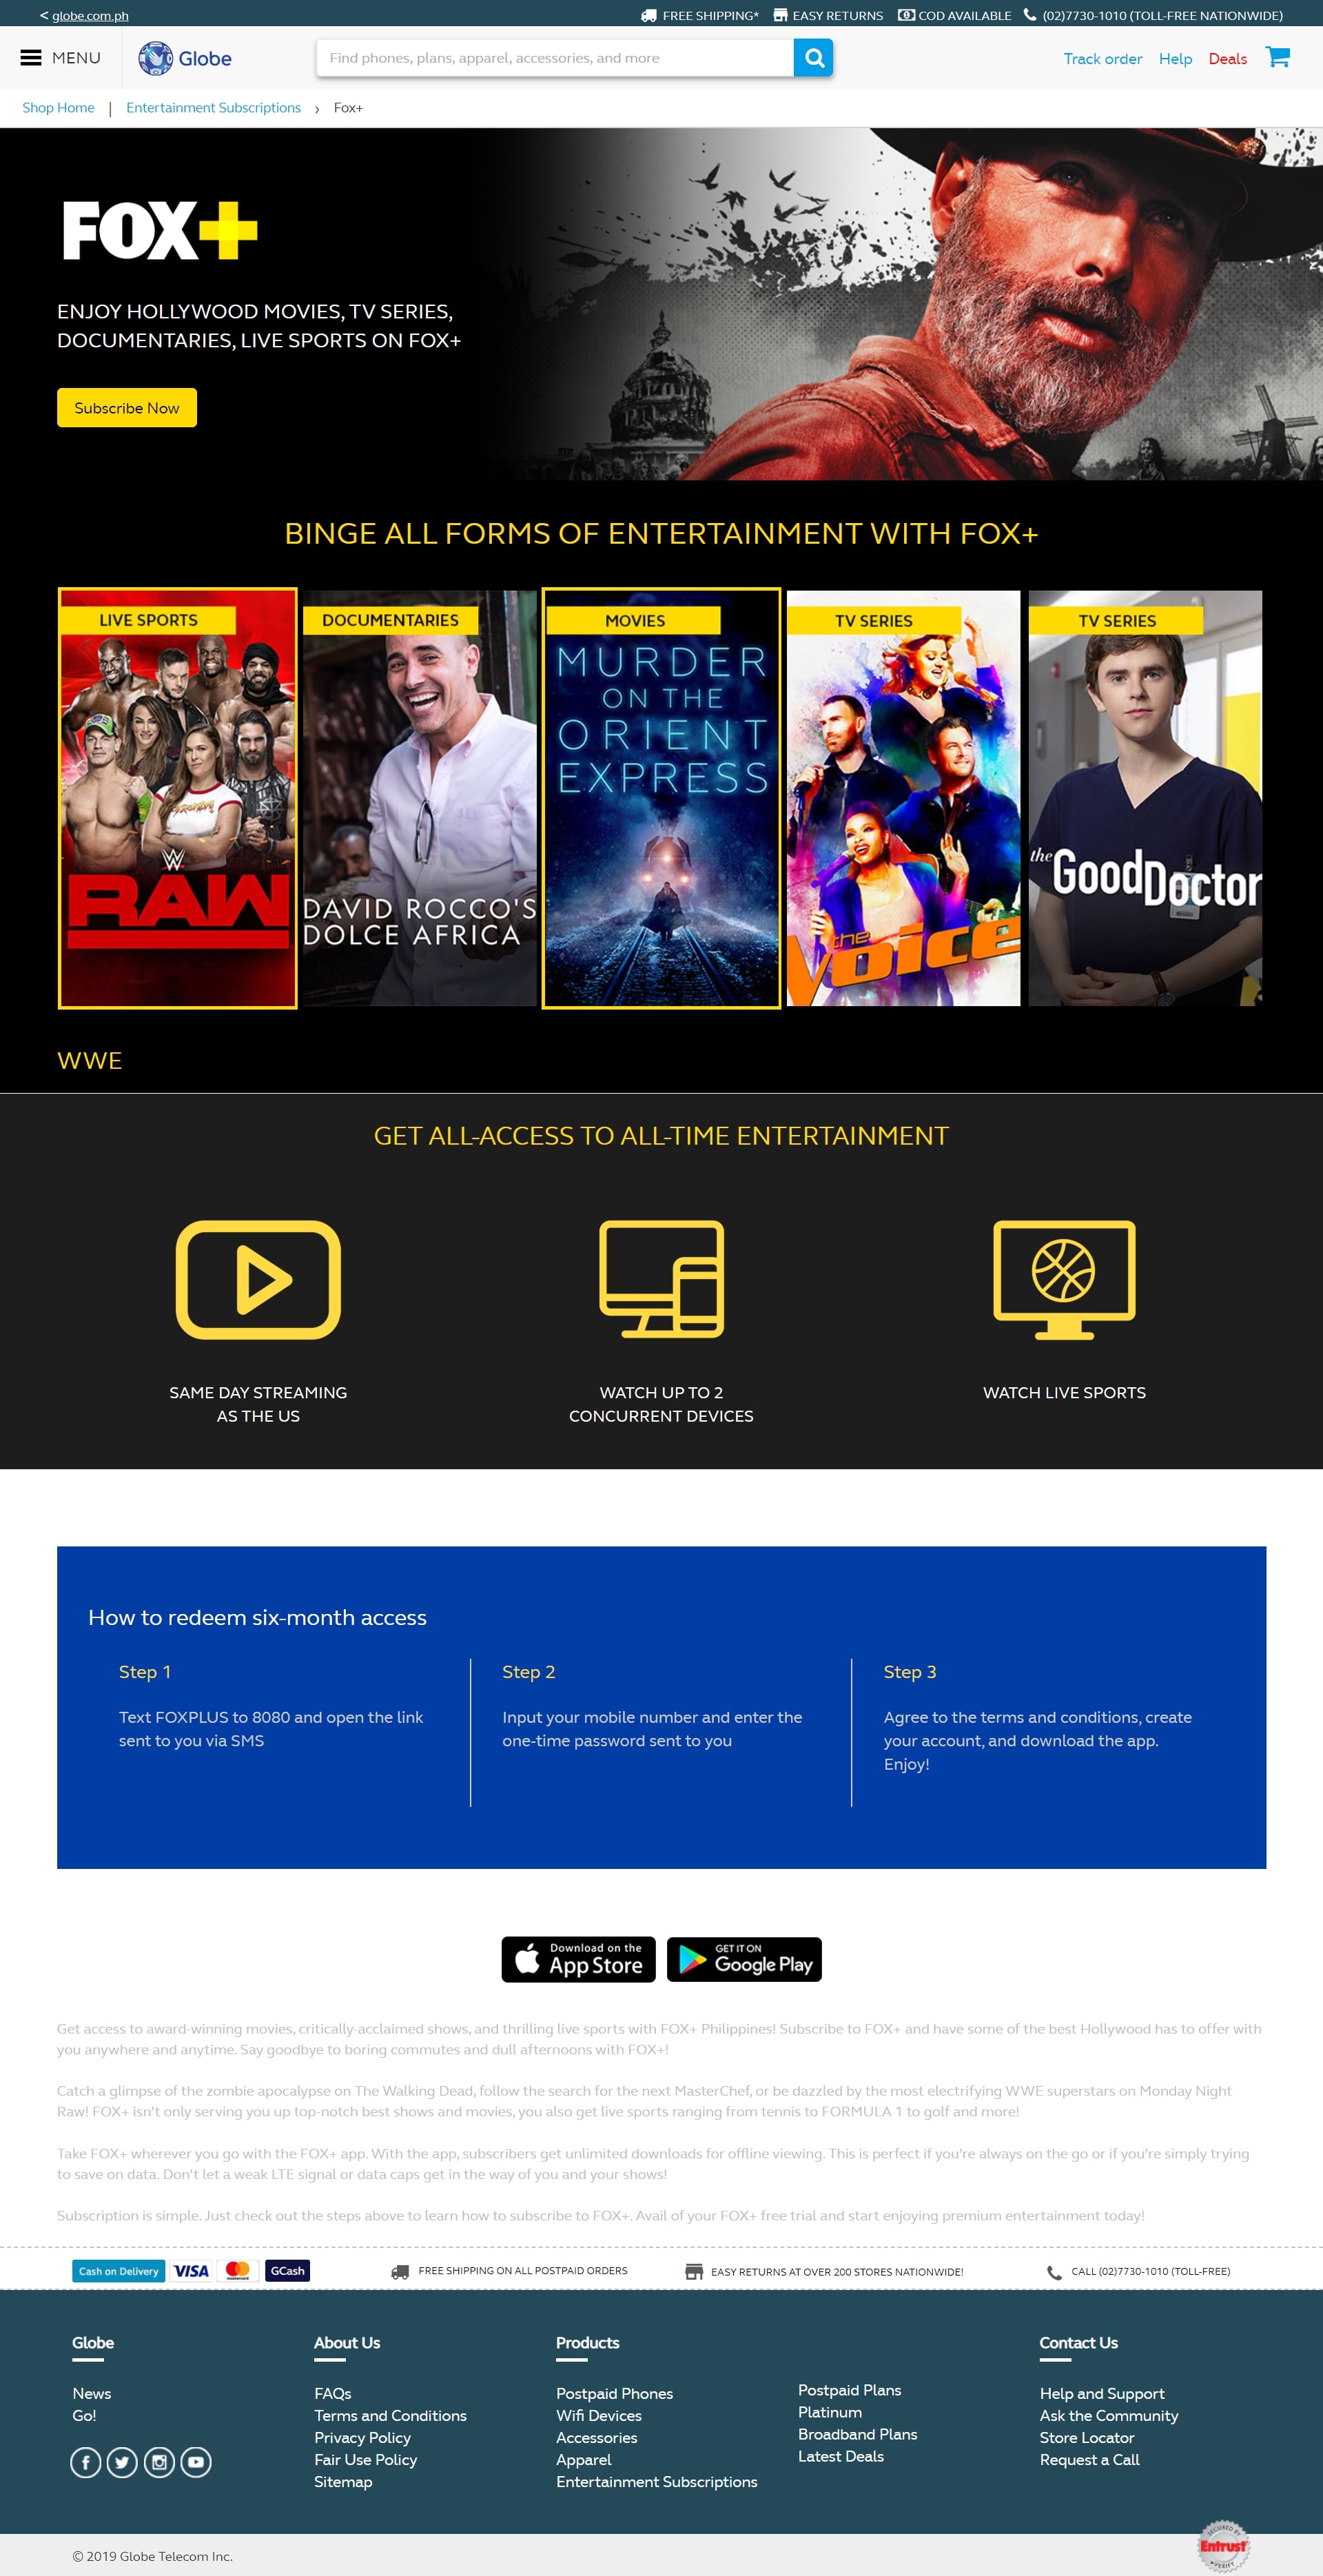 < globe.com.ph
FREE SHIPPING* EASY RETURNS COD AVAILABLE (02)7730-1010 (TOLL-FREE NATIONWIDE)
MENU
Globe
Find phones, plans, apparel, accessories, and more
Track order Help Deals
Shop Home | Entertainment Subscriptions › Fox+
FOX+
ENJOY HOLLYWOOD MOVIES, TV SERIES,
DOCUMENTARIES, LIVE SPORTS ON FOX+
Subscribe Now
BINGE ALL FORMS OF ENTERTAINMENT WITH FOX+
LIVE SPORTS
W
RAW
DOCUMENTARIES
DAVID ROCCO'S
DOLCE AFRICA
MOVIES
MURDER
ON THE
ORIENT
EXPRESS
TV SERIES
the
Voice
TV SERIES
the
Good Doctor
WWE
GET ALL-ACCESS TO ALL-TIME ENTERTAINMENT
SAME DAY STREAMING
AS THE US
WATCH UP TO 2
CONCURRENT DEVICES
WATCH LIVE SPORTS
How to redeem six-month access
Step 1
Text FOXPLUS to 8080 and open the link
sent to you via SMS
Step 2
Input your mobile number and enter the
one-time password sent to you
Step 3
Agree to the terms and conditions, create
your account, and download the app.
Enjoy!
Download on the
App Store
GET IT ON
Google Play
Get access to award-winning movies, critically-acclaimed shows, and thrilling live sports with FOX+ Philippines! Subscribe to FOX+ and have some of the best Hollywood has to offer with
you anywhere and anytime. Say goodbye to boring commutes and dull afternoons with FOX+!
Catch a glimpse of the zombie apocalypse on The Walking Dead, follow the search for the next MasterChef, or be dazzled by the most electrifying WWE superstars on Monday Night
Raw! FOX+ isn't only serving you up top-notch best shows and movies, you also get live sports ranging from tennis to FORMULA 1 to golf and more!
Take FOX+ wherever you go with the FOX+ app. With the app, subscribers get unlimited downloads for offline viewing. This is perfect if you're always on the go or if you're simply trying
to save on data. Don't let a weak LTE signal or data caps get in the way of you and your shows!
Subscription is simple. Just check out the steps above to learn how to subscribe to FOX+. Avail of your FOX+ free trial and start enjoying premium entertainment today!
Cash on Delivery VISA mastercard GCash
FREE SHIPPING ON ALL POSTPAID ORDERS
EASY RETURNS AT OVER 200 STORES NATIONWIDE!
CALL (02)7730-1010 (TOLL-FREE)
Globe
News
Go!
About Us
FAQs
Terms and Conditions
Privacy Policy
Fair Use Policy
Sitemap
Products
Postpaid Phones
Wifi Devices
Accessories
Apparel
Entertainment Subscriptions
Postpaid Plans
Platinum
Broadband Plans
Latest Deals
Contact Us
Help and Support
Ask the Community
Store Locator
Request a Call
© 2019 Globe Telecom Inc.
SECURED BY
Entrust
VERIFY